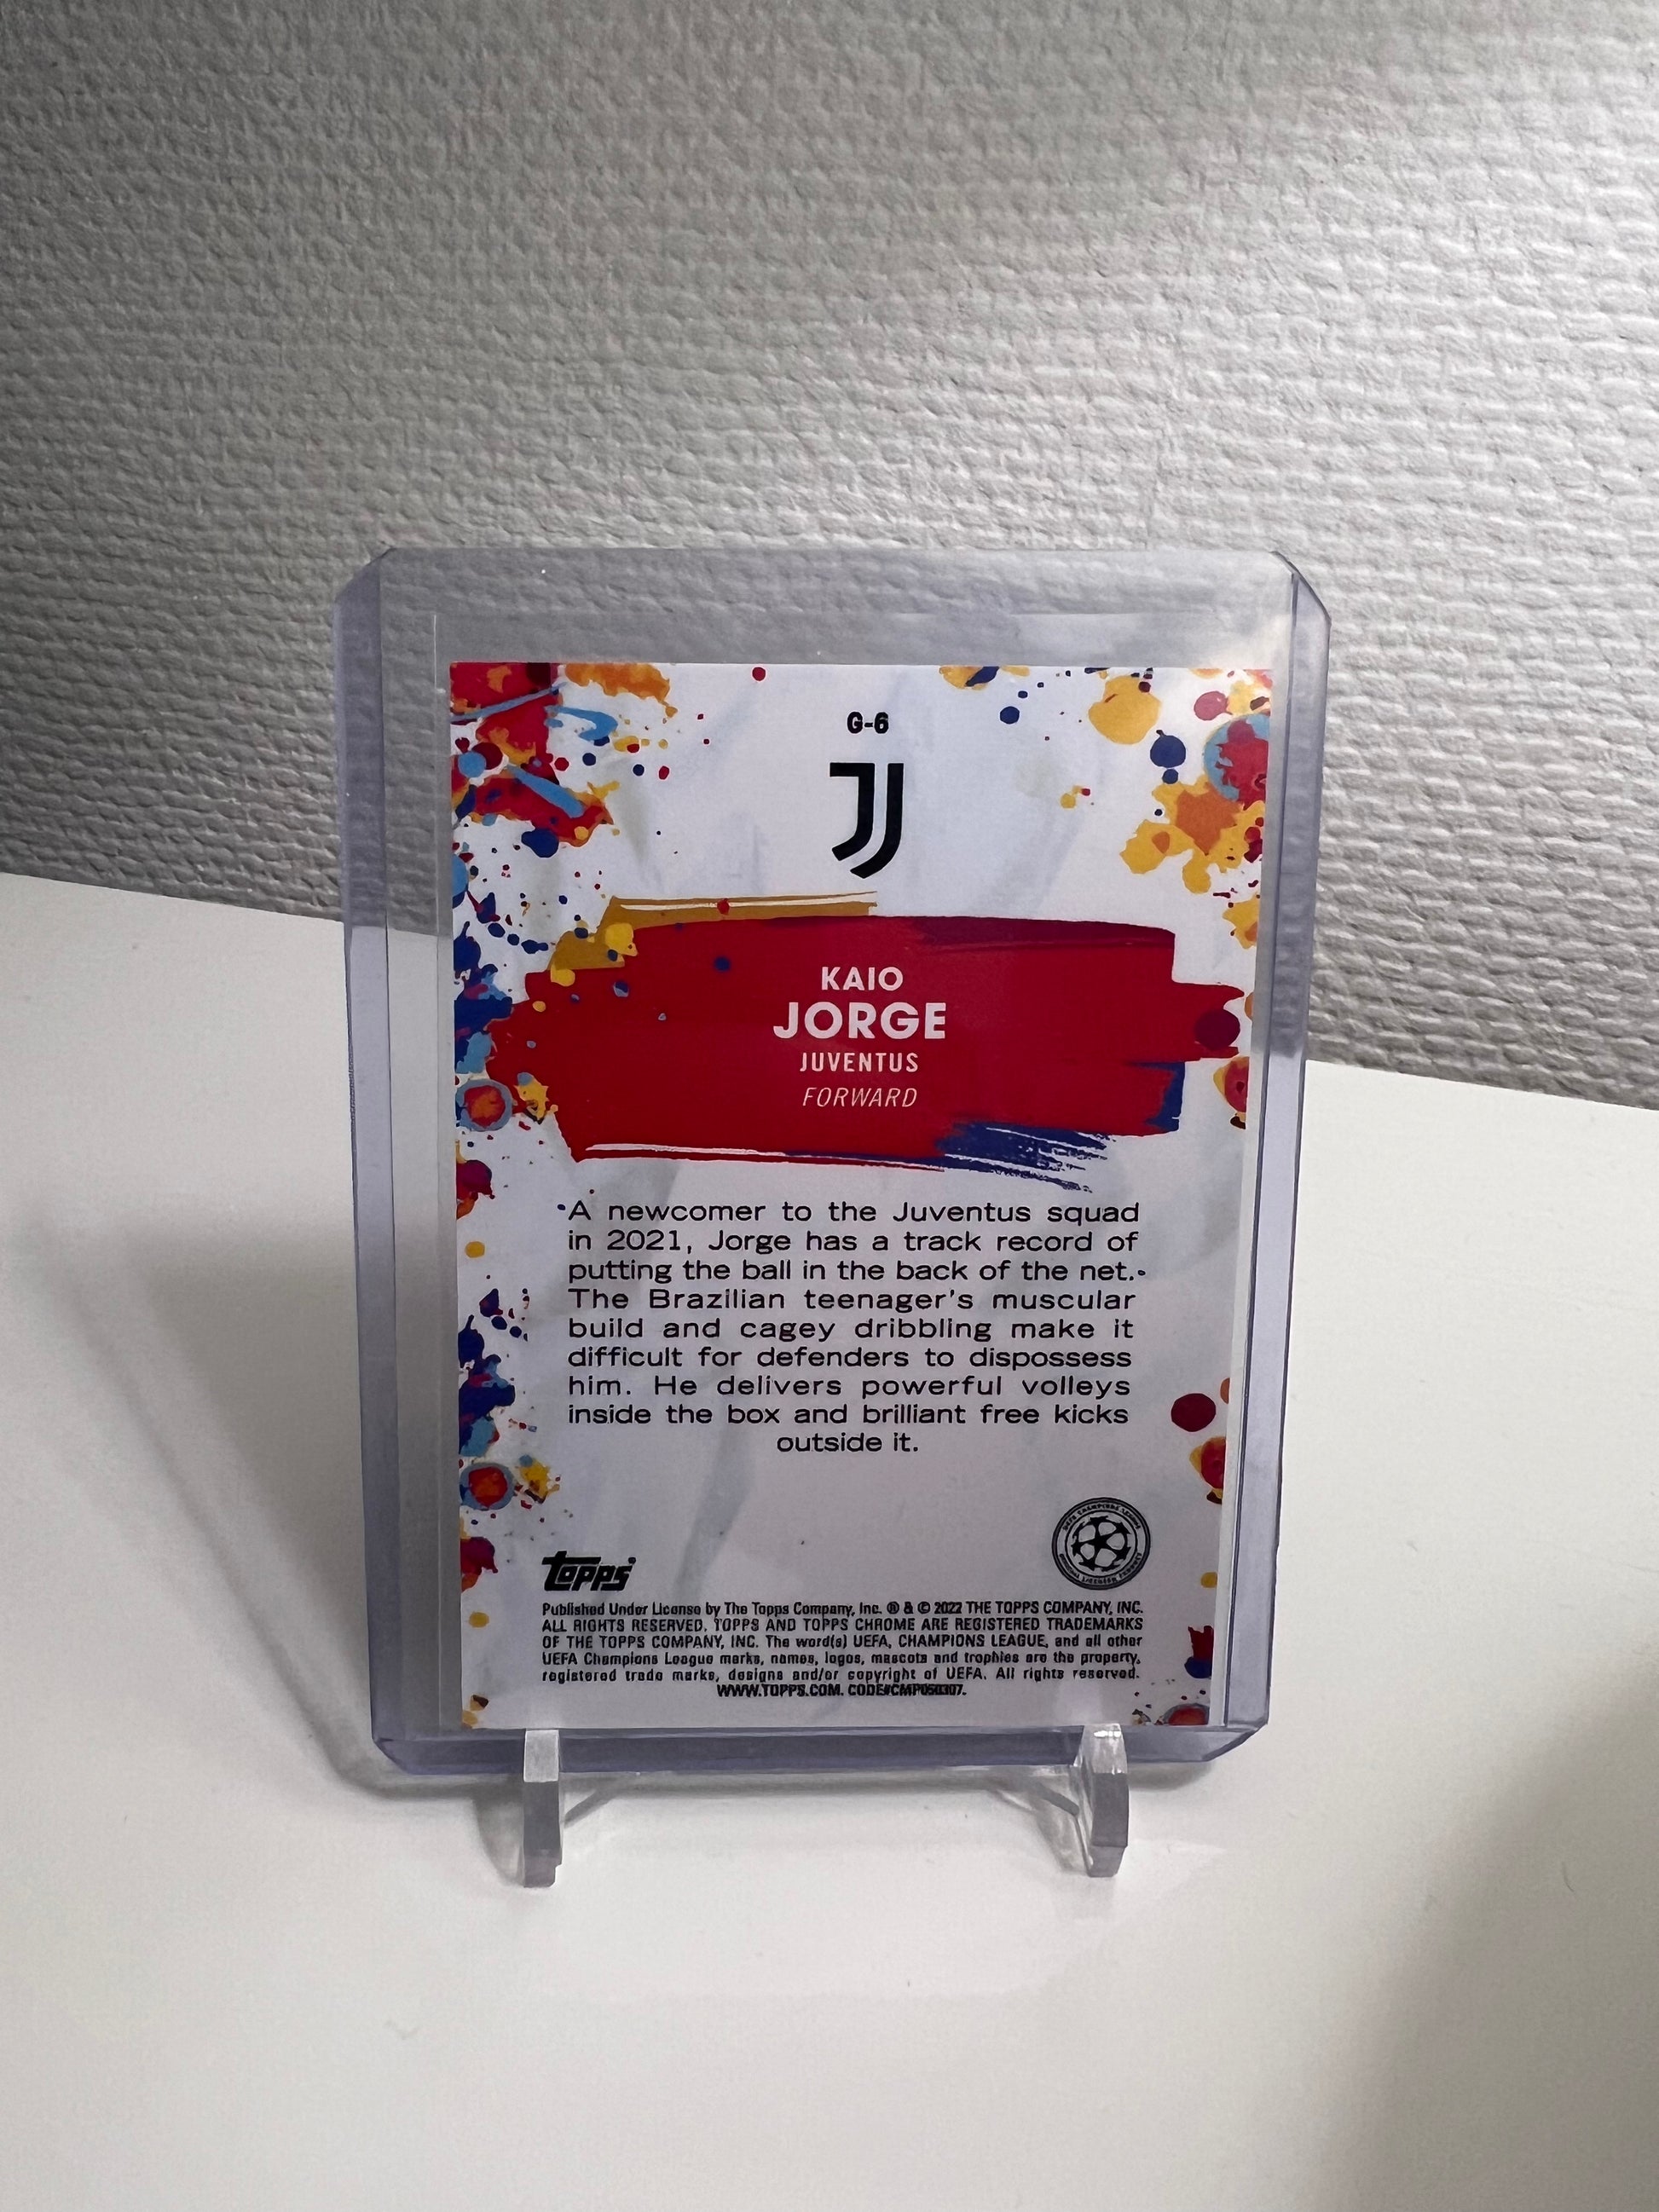 G-6
KAIO
JORGE
JUVENTUS
FORWARD
A newcomer to the Juventus squad
in 2021, Jorge has a track record of
putting the ball in the back of the net.
The Brazilian teenager's muscular
build and cagey dribbling make it
difficult for defenders to dispossess
him. He delivers powerful volleys
inside the box and brilliant free kicks
outside it.
topps
Published Under License by The Topps Company, Inc. ® & © 2022 THE TOPPS COMPANY, INC.
ALL RIGHTS RESERVED. TOPPS AND TOPPS CHROME ARE REGISTERED TRADEMARKS
OF THE TOPPS COMPANY, INC. The word(s) UEFA, CHAMPIONS LEAGUE, and all other
UEFA Champions League marks, names, logos, mascots and trophies are the property,
registered trade marks, designs and/or copyright of UEFA. All rights reserved.
WWW.TOPPS.COM. CODE#CMP050307.